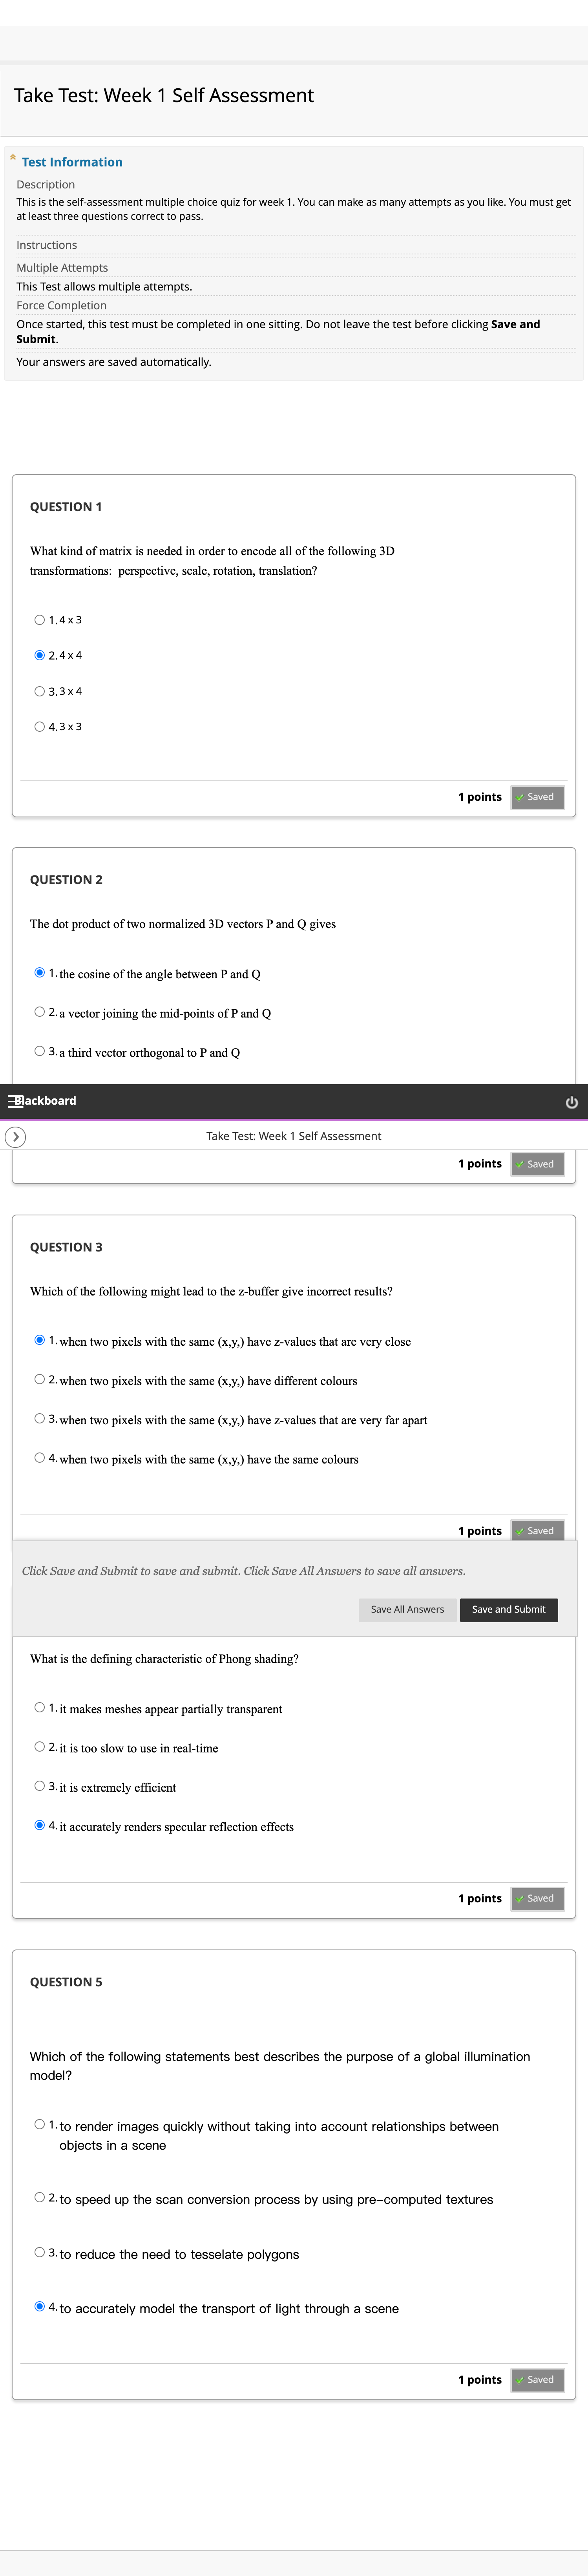 Take Test: Week 1 Self Assessment
Test Information
Description
This is the self-assessment multiple choice quiz for week 1. You can make as many attempts as you like. You must get
at least three questions correct to pass.
Instructions
Multiple Attempts
This Test allows multiple attempts.
Force Completion
Once started, this test must be completed in one sitting. Do not leave the test before clicking Save and
Submit.
Your answers are saved automatically.
QUESTION 1
What kind of matrix is needed in order to encode all of the following 3D
transformations: perspective, scale, rotation, translation?
1. 4 x 3
2. 4 x 4
3. 3 x 4
4. 3 x 3
1 points
Saved
QUESTION 2
The dot product of two normalized 3D vectors P and Q gives
1. the cosine of the angle between P and Q
2. a vector joining the mid-points of P and Q
3. a third vector orthogonal to P and Q
Blackboard
Take Test: Week 1 Self Assessment
1 points
Saved
QUESTION 3
Which of the following might lead to the z-buffer give incorrect results?
1. when two pixels with the same (x,y,) have z-values that are very close
2. when two pixels with the same (x,y,) have different colours
3. when two pixels with the same (x,y,) have z-values that are very far apart
4. when two pixels with the same (x,y,) have the same colours
1 points
Saved
Click Save and Submit to save and submit. Click Save All Answers to save all answers.
Save All Answers
Save and Submit
What is the defining characteristic of Phong shading?
1. it makes meshes appear partially transparent
2. it is too slow to use in real-time
3. it is extremely efficient
4. it accurately renders specular reflection effects
1 points
Saved
QUESTION 5
Which of the following statements best describes the purpose of a global illumination
model?
1. to render images quickly without taking into account relationships between
objects in a scene
2. to speed up the scan conversion process by using pre-computed textures
3. to reduce the need to tesselate polygons
4. to accurately model the transport of light through a scene
1 points
Saved